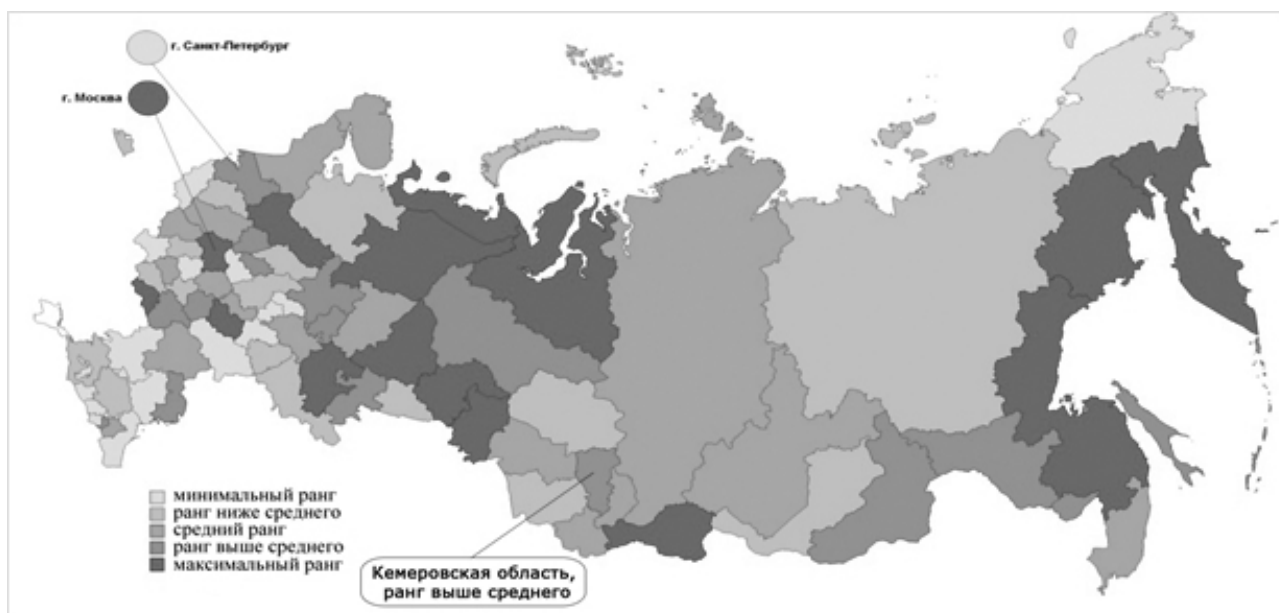 г. Санкт-Петербург
г. Москва
минимальный ранг
ранг ниже среднего
средний ранг
ранг выше среднего
максимальный ранг
Кемеровская область,
ранг выше среднего